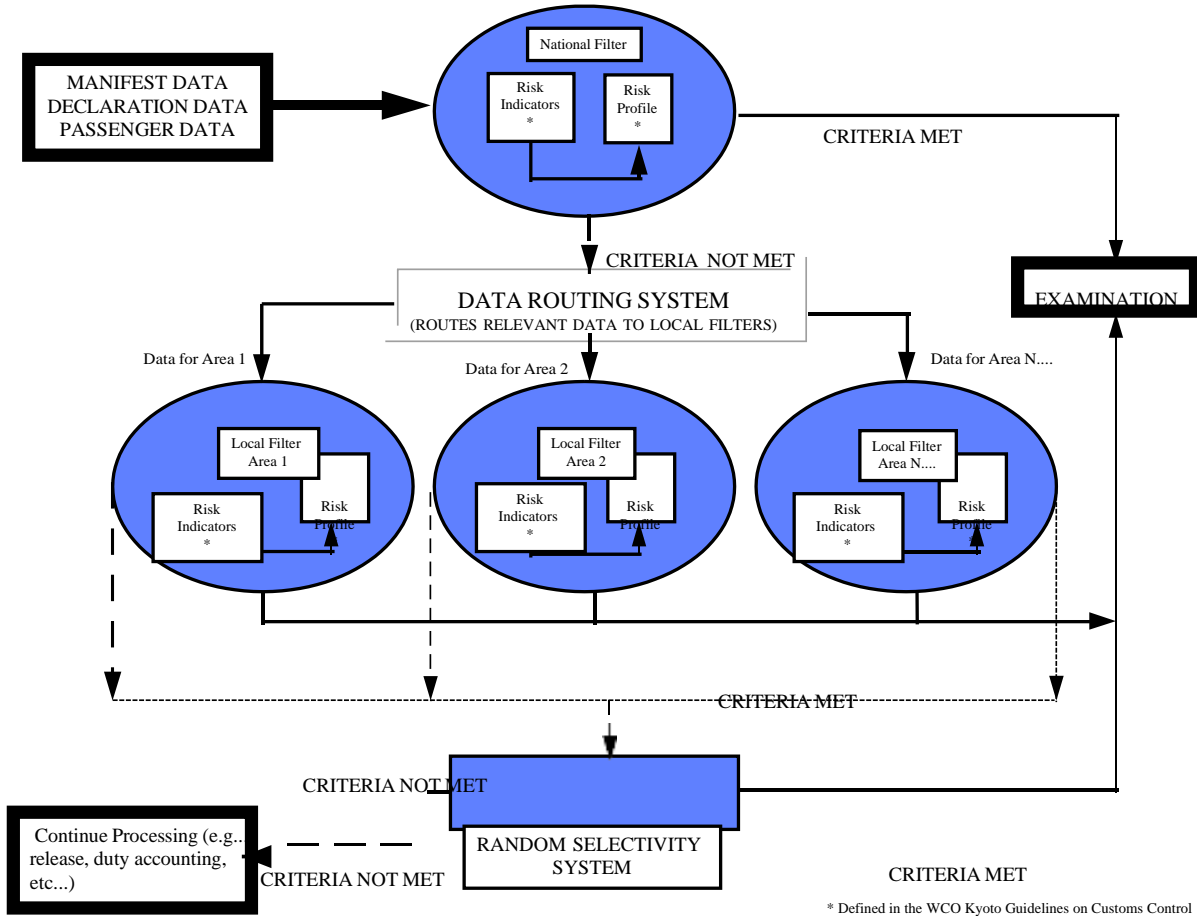 National Filter
MANIFEST DATA
DECLARATION DATA
PASSENGER DATA
Risk
Indicators
*
Risk
Profile
*
CRITERIA MET
CRITERIA NOT MET
DATA ROUTING SYSTEM
(ROUTES RELEVANT DATA TO LOCAL FILTERS)
EXAMINATION
Data for Area 1
Data for Area 2
Data for Area N....
Local Filter
Area 1
Risk
Indicators
*
Risk
Profile
*
Local Filter
Area 2
Risk
Indicators
*
Risk
Profile
*
Local Filter
Area N....
Risk
Indicators
*
Risk
Profile
*
CRITERIA MET
CRITERIA NOT MET
RANDOM SELECTIVITY
SYSTEM
Continue Processing (e.g..
release, duty accounting,
etc...)
CRITERIA NOT MET
CRITERIA MET
* Defined in the WCO Kyoto Guidelines on Customs Control